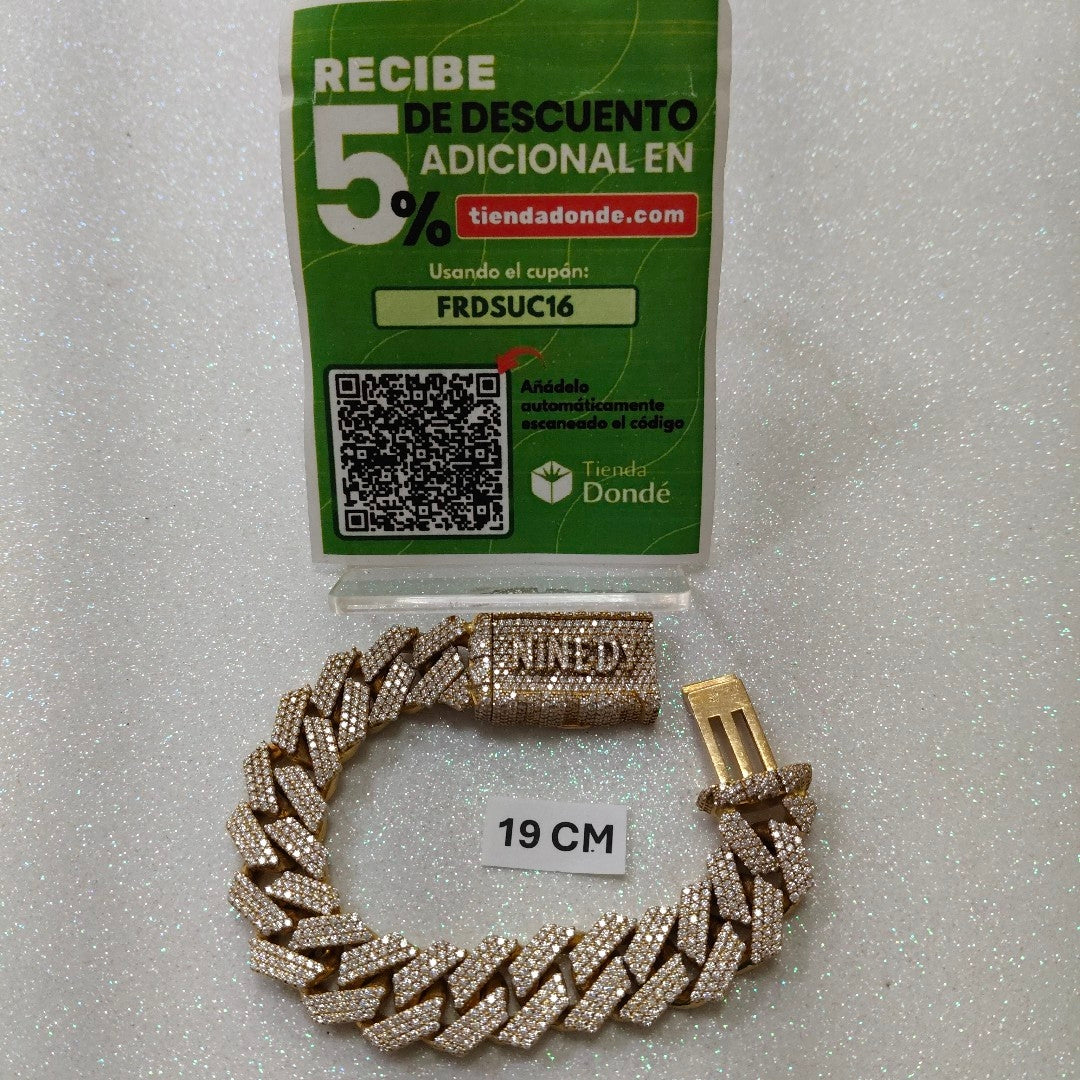 RECIBE
5% DE DESCUENTO
ADICIONAL EN
tiendadonde.com
Usando el cupón:
FRDSUC16
Añádelo
automáticamente
escaneado el código
Tienda
Dondé
NINEDY
19 CM